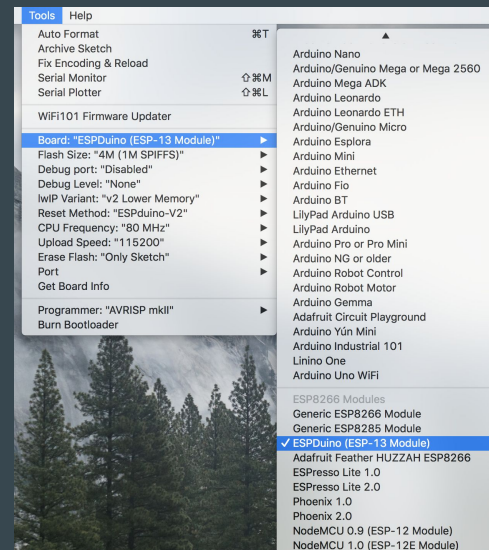 Tools Help
Auto Format ⌘T
Archive Sketch
Fix Encoding & Reload
Serial Monitor ⇧⌘M
Serial Plotter ⇧⌘L
WiFi101 Firmware Updater
Board: "ESPDuino (ESP-13 Module)"
Flash Size: "4M (1M SPIFFS)"
Debug port: "Disabled"
Debug Level: "None"
lwIP Variant: "v2 Lower Memory"
Reset Method: "ESPduino-V2"
CPU Frequency: "80 MHz"
Upload Speed: "115200"
Erase Flash: "Only Sketch"
Port
Get Board Info
Programmer: "AVRISP mkII"
Burn Bootloader
Arduino Nano
Arduino/Genuino Mega or Mega 2560
Arduino Mega ADK
Arduino Leonardo
Arduino Leonardo ETH
Arduino/Genuino Micro
Arduino Esplora
Arduino Mini
Arduino Ethernet
Arduino Fio
Arduino BT
LilyPad Arduino USB
LilyPad Arduino
Arduino Pro or Pro Mini
Arduino NG or older
Arduino Robot Control
Arduino Robot Motor
Arduino Gemma
Adafruit Circuit Playground
Arduino Yún Mini
Arduino Industrial 101
Linino One
Arduino Uno WiFi
ESP8266 Modules
Generic ESP8266 Module
Generic ESP8285 Module
✓ ESPDuino (ESP-13 Module)
Adafruit Feather HUZZAH ESP8266
ESPresso Lite 1.0
ESPresso Lite 2.0
Phoenix 1.0
Phoenix 2.0
NodeMCU 0.9 (ESP-12 Module)
NodeMCU 1.0 (ESP-12E Module)